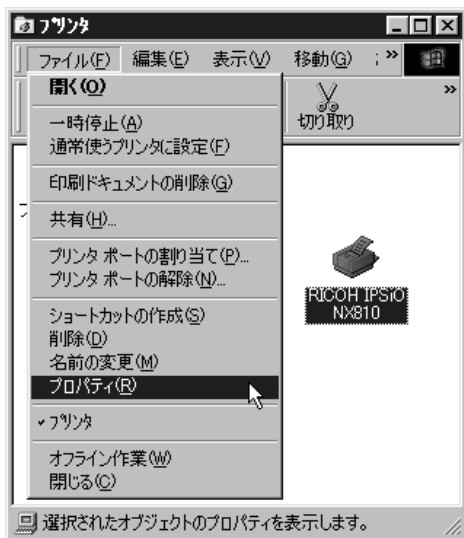 プリンタ
ファイル(F) 編集(E) 表示(V) 移動(G) : »
開く(O)
一時停止(A)
通常使うプリンタに設定(F)
印刷ドキュメントの削除(G)
共有(H)...
プリンタ ポートの割り当て(P)...
プリンタ ポートの解除(N)...
ショートカットの作成(S)
削除(D)
名前の変更(M)
プロパティ(R)
プリンタ
オフライン作業(W)
閉じる(C)
切り取り »
RICOH IPSiO
NX810
選択されたオブジェクトのプロパティを表示します。